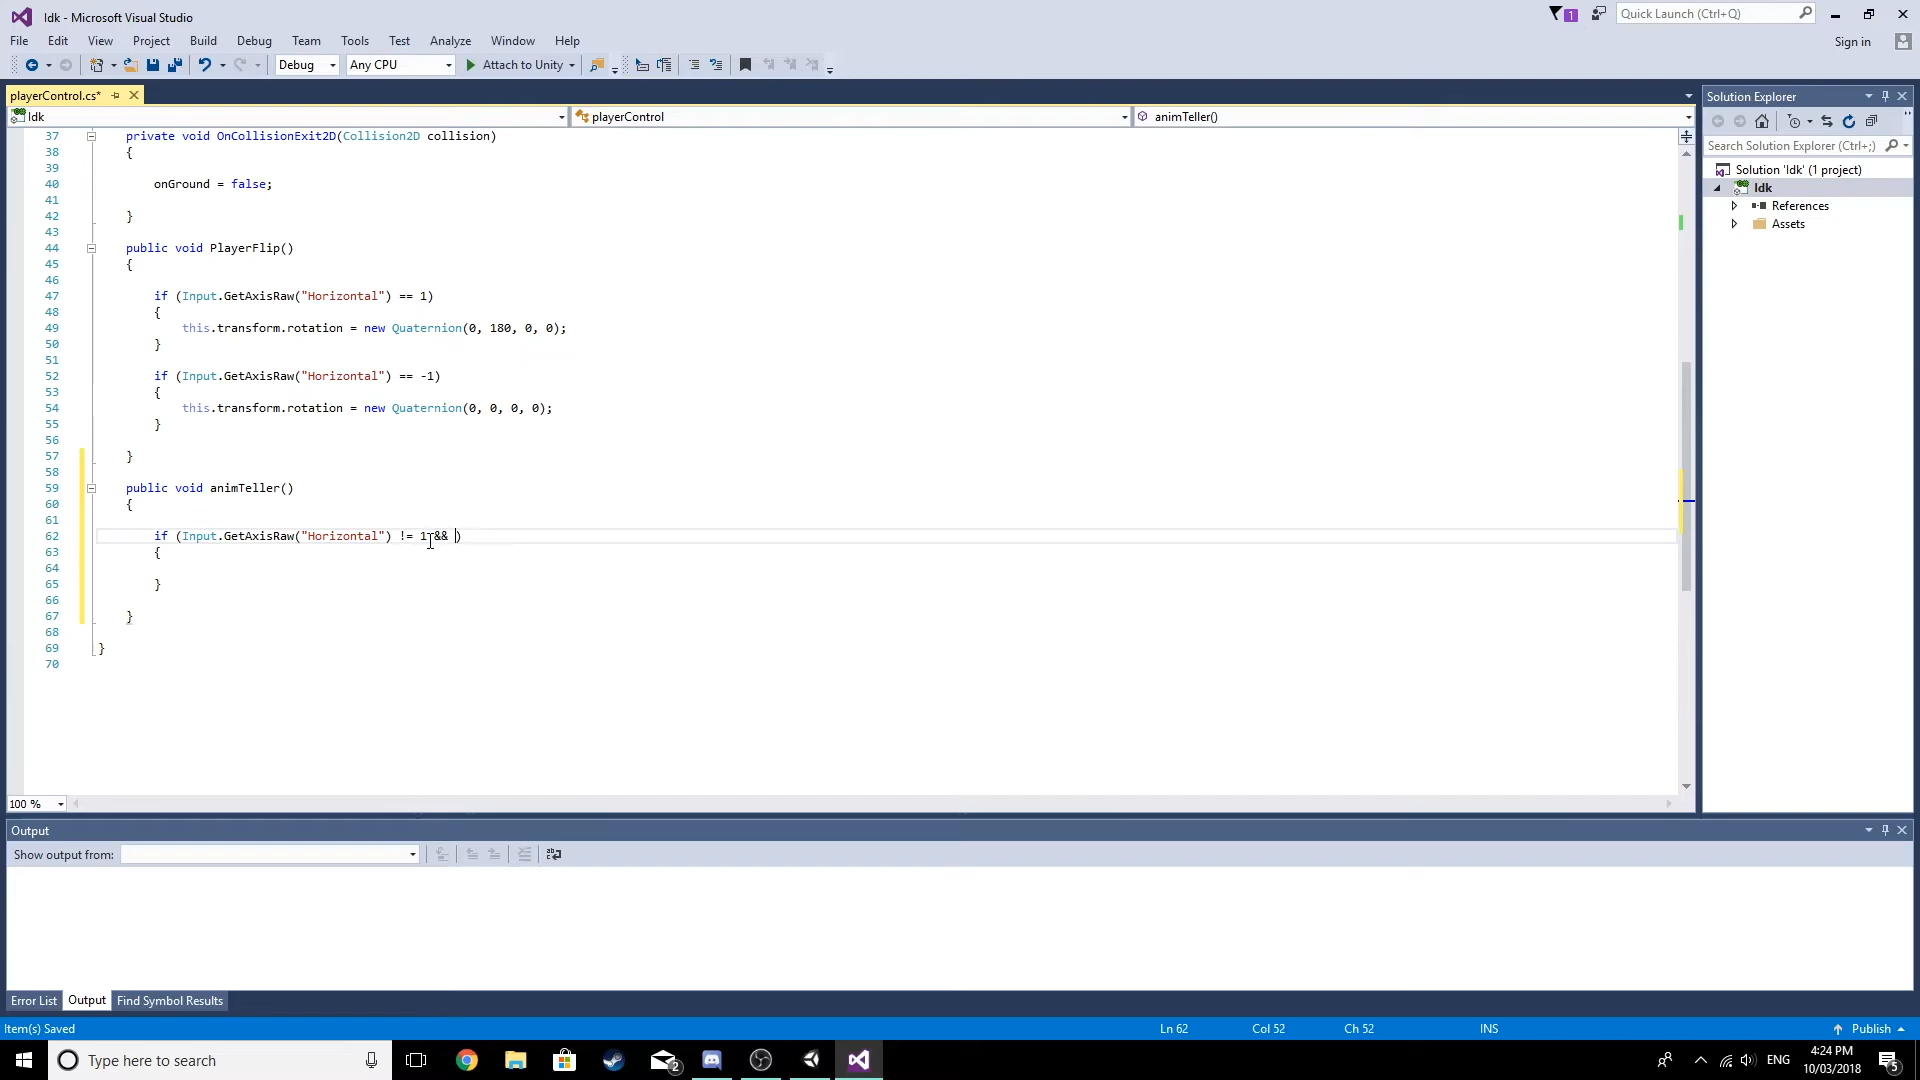 Idk - Microsoft Visual Studio
1
Quick Launch (Ctrl+Q)
File Edit View Project Build Debug Team Tools Test Analyze Window Help
Sign in
Debug Any CPU Attach to Unity
playerControl.cs*
Idk playerControl animTeller()
37 private void OnCollisionExit2D(Collision2D collision)
38 {
39
40 onGround = false;
41
42 }
43
44 public void PlayerFlip()
45 {
46
47 if (Input.GetAxisRaw("Horizontal") == 1)
48 {
49 this.transform.rotation = new Quaternion(0, 180, 0, 0);
50 }
51
52 if (Input.GetAxisRaw("Horizontal") == -1)
53 {
54 this.transform.rotation = new Quaternion(0, 0, 0, 0);
55 }
56
57 }
58
59 public void animTeller()
60 {
61
62 if (Input.GetAxisRaw("Horizontal") != 1 && )
63 {
64
65 }
66
67 }
68
69 }
70
100 %
Solution Explorer
Search Solution Explorer (Ctrl+;)
Solution 'Idk' (1 project)
Idk
References
Assets
Output
Show output from:
Error List Output Find Symbol Results
Item(s) Saved Ln 62 Col 52 Ch 52 INS Publish
Type here to search
2
ENG
4:24 PM
10/03/2018
5